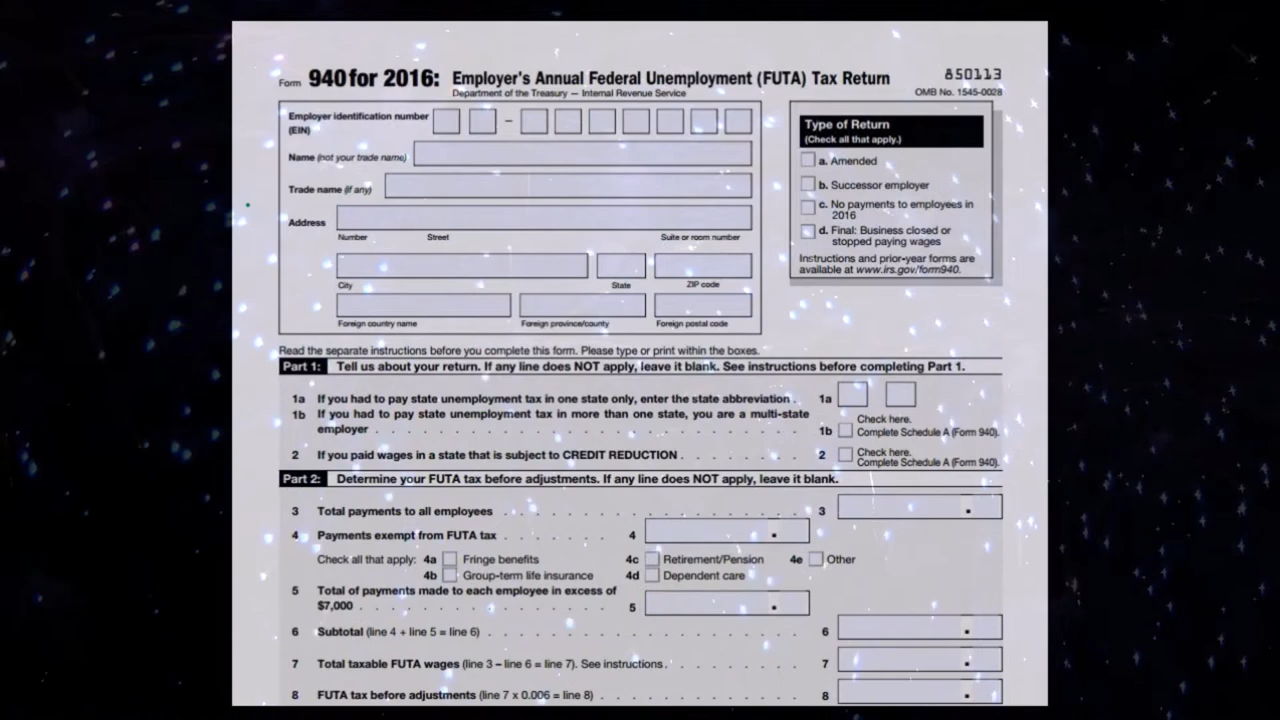 Form 940 for 2016: Employer's Annual Federal Unemployment (FUTA) Tax Return
850113
Department of the Treasury — Internal Revenue Service
OMB No. 1545-0028
Employer identification number
(EIN)
–
Name (not your trade name)
Trade name (if any)
Address
Number Street Suite or room number
City State ZIP code
Foreign country name Foreign province/county Foreign postal code
Type of Return
(Check all that apply.)
a. Amended
b. Successor employer
c. No payments to employees in
2016
d. Final: Business closed or
stopped paying wages
Instructions and prior-year forms are
available at www.irs.gov/form940.
Read the separate instructions before you complete this form. Please type or print within the boxes.
Part 1: Tell us about your return. If any line does NOT apply, leave it blank. See instructions before completing Part 1.
1a If you had to pay state unemployment tax in one state only, enter the state abbreviation . 1a
1b If you had to pay state unemployment tax in more than one state, you are a multi-state
employer . . . . . . . . . . . . . . . . . 1b
Check here.
Complete Schedule A (Form 940).
2 If you paid wages in a state that is subject to CREDIT REDUCTION . . . . . . 2
Check here.
Complete Schedule A (Form 940).
Part 2: Determine your FUTA tax before adjustments. If any line does NOT apply, leave it blank.
3 Total payments to all employees . . . . . . . . . . . . 3 .
4 Payments exempt from FUTA tax . . . . . 4 .
Check all that apply: 4a Fringe benefits 4c Retirement/Pension 4e Other
4b Group-term life insurance 4d Dependent care
5 Total of payments made to each employee in excess of
$7,000 . . . . . . . . . . 5 .
6 Subtotal (line 4 + line 5 = line 6) . . . . . . . . . . . . 6 .
7 Total taxable FUTA wages (line 3 – line 6 = line 7). See instructions . . . . . . 7 .
8 FUTA tax before adjustments (line 7 x 0.006 = line 8) . . . . . . . . 8 .